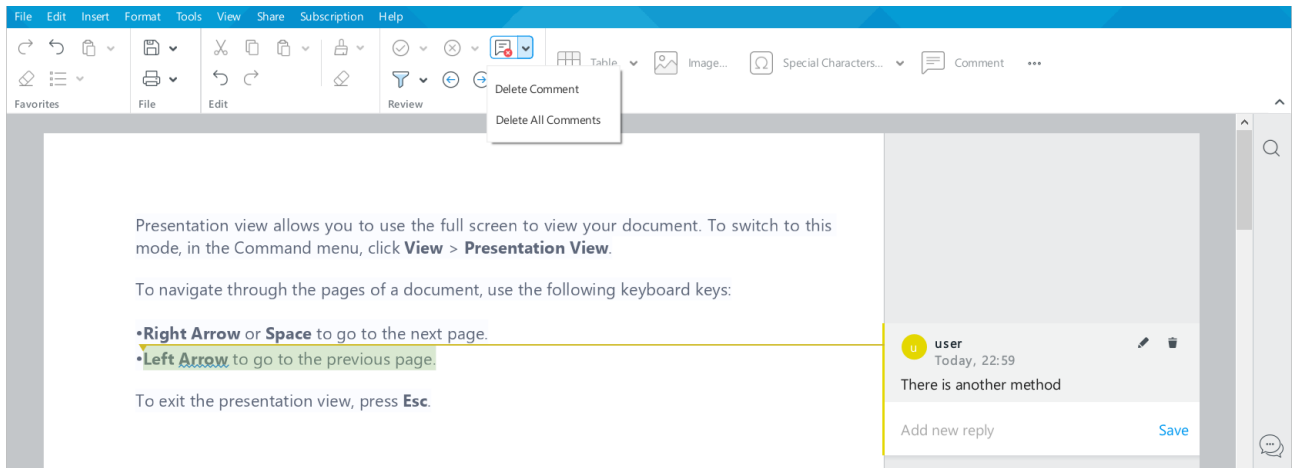 File Edit Insert Format Tools View Share Subscription Help
Table Image... Special Characters... Comment
Delete Comment
Delete All Comments
Favorites File Edit Review
Presentation view allows you to use the full screen to view your document. To switch to this
mode, in the Command menu, click View > Presentation View.
To navigate through the pages of a document, use the following keyboard keys:
•Right Arrow or Space to go to the next page.
•Left Arrow to go to the previous page.
To exit the presentation view, press Esc.
u user
Today, 22:59
There is another method
Add new reply Save